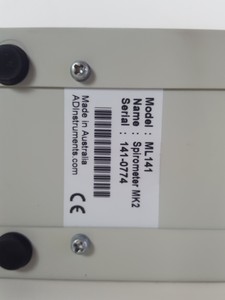 Model : ML141
Name : Spirometer MK2
Serial : 141-0774
Made in Australia
ADInstruments.com
CE